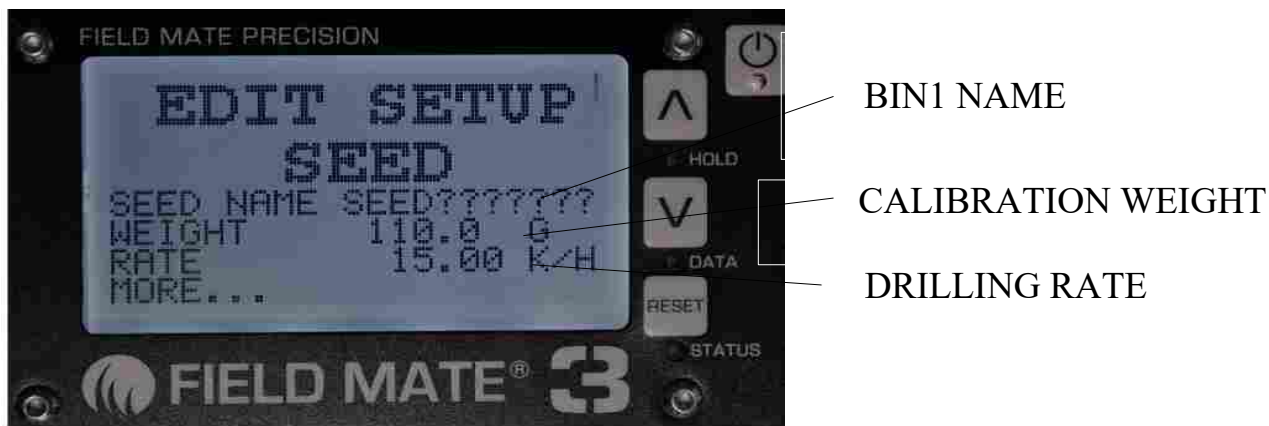 FIELD MATE PRECISION
EDIT SETUP
SEED
SEED NAME SEED???????
WEIGHT 110.0 G
RATE 15.00 K/H
MORE...
HOLD
DATA
RESET
STATUS
FIELD MATE® 3
BIN1 NAME
CALIBRATION WEIGHT
DRILLING RATE